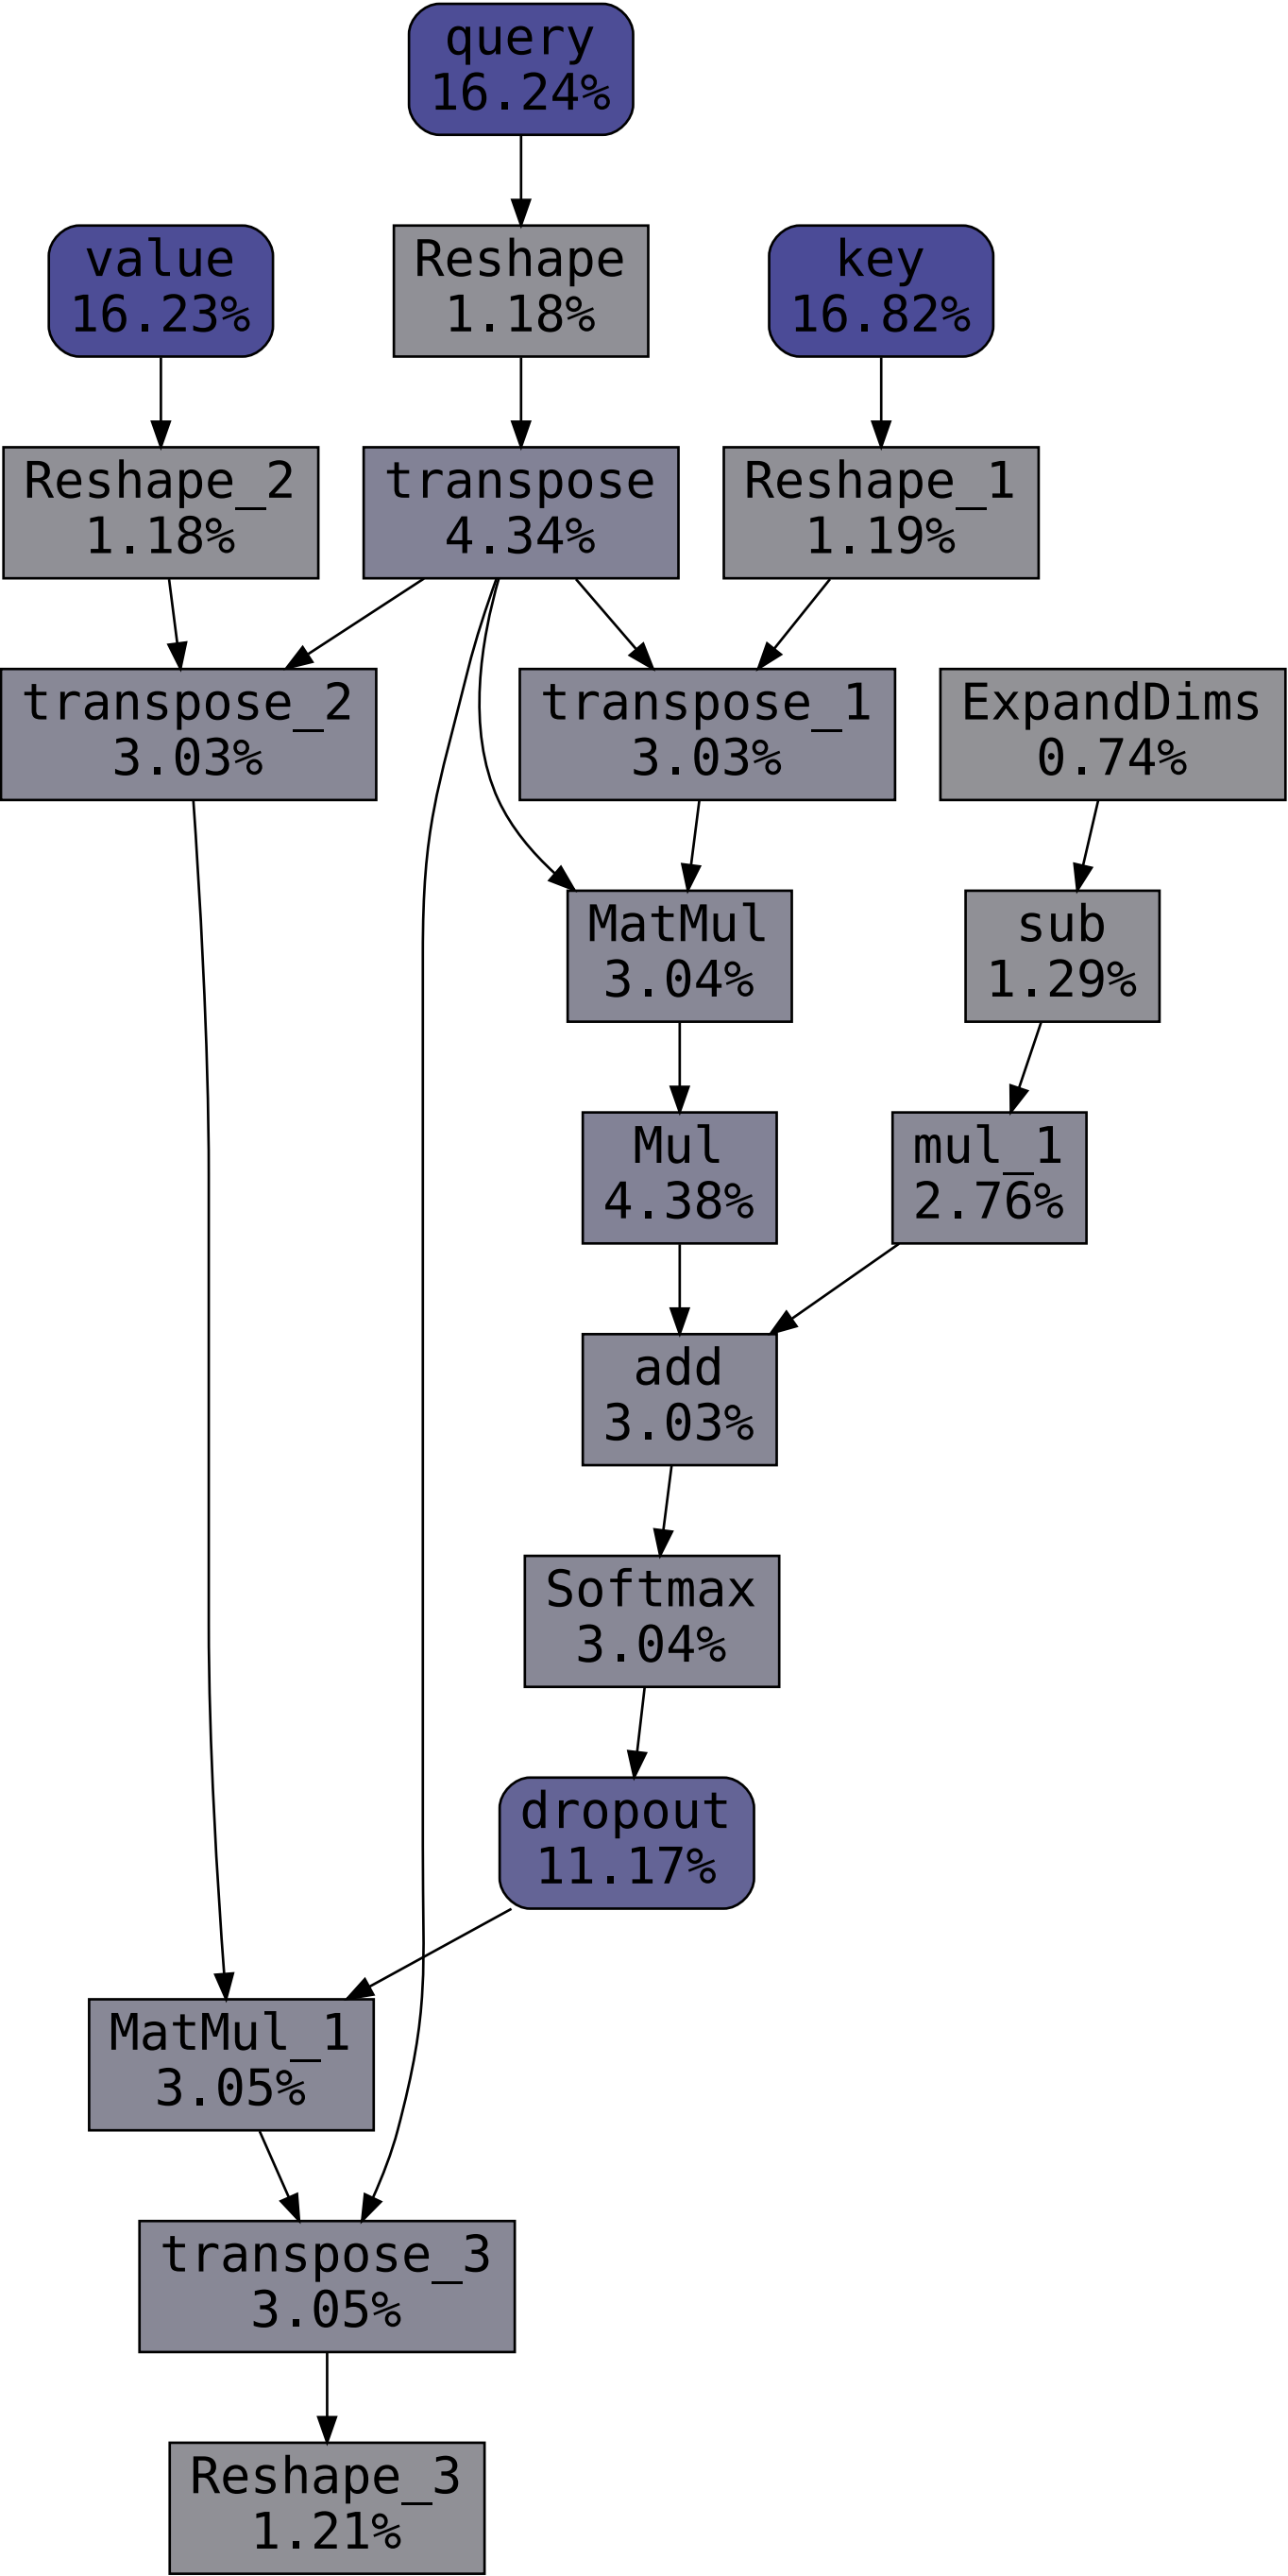 query
16.24%
value
16.23%
Reshape
1.18%
key
16.82%
Reshape_2
1.18%
transpose
4.34%
Reshape_1
1.19%
transpose_2
3.03%
transpose_1
3.03%
ExpandDims
0.74%
MatMul
3.04%
sub
1.29%
Mul
4.38%
mul_1
2.76%
add
3.03%
Softmax
3.04%
dropout
11.17%
MatMul_1
3.05%
transpose_3
3.05%
Reshape_3
1.21%